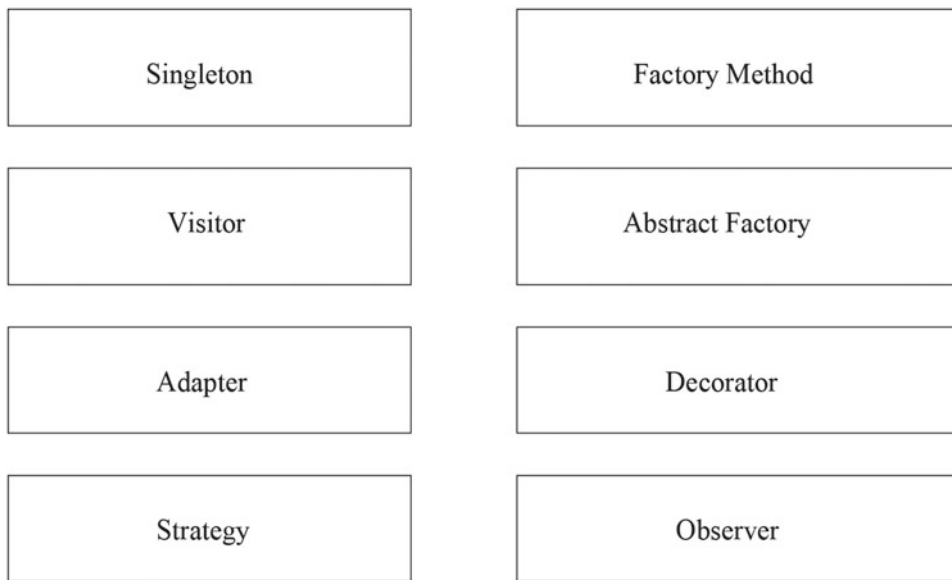 Singleton
Factory Method
Visitor
Abstract Factory
Adapter
Decorator
Strategy
Observer